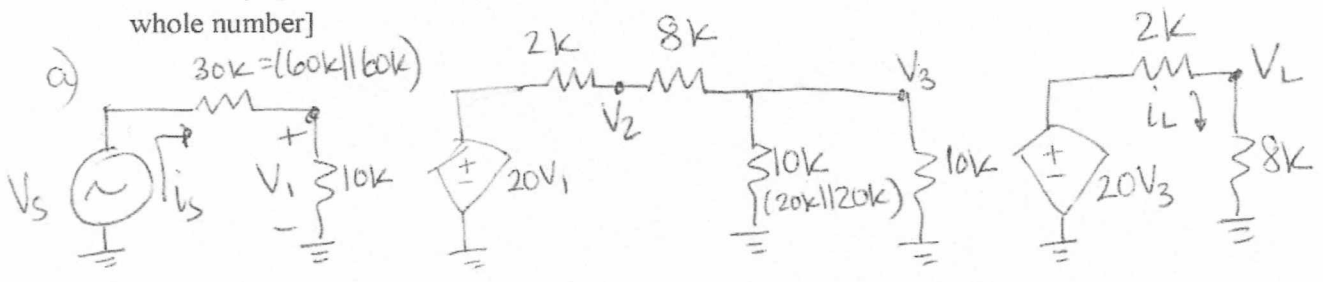 whole number]
a)
30K=(60K||60K)
2K
8K
2K
V3
VL
V2
iL
+
V1
-
10K
Vs
is
+
-
20V1
10K
(20K||20K)
10K
+
-
20V3
8K